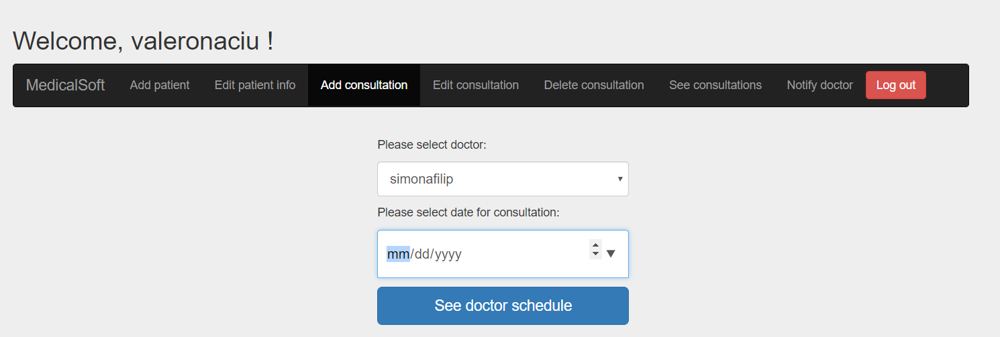 Welcome, valeronaciu !
MedicalSoft Add patient Edit patient info Add consultation Edit consultation Delete consultation See consultations Notify doctor Log out
Please select doctor:
simonafilip
Please select date for consultation:
mm/dd/yyyy
See doctor schedule